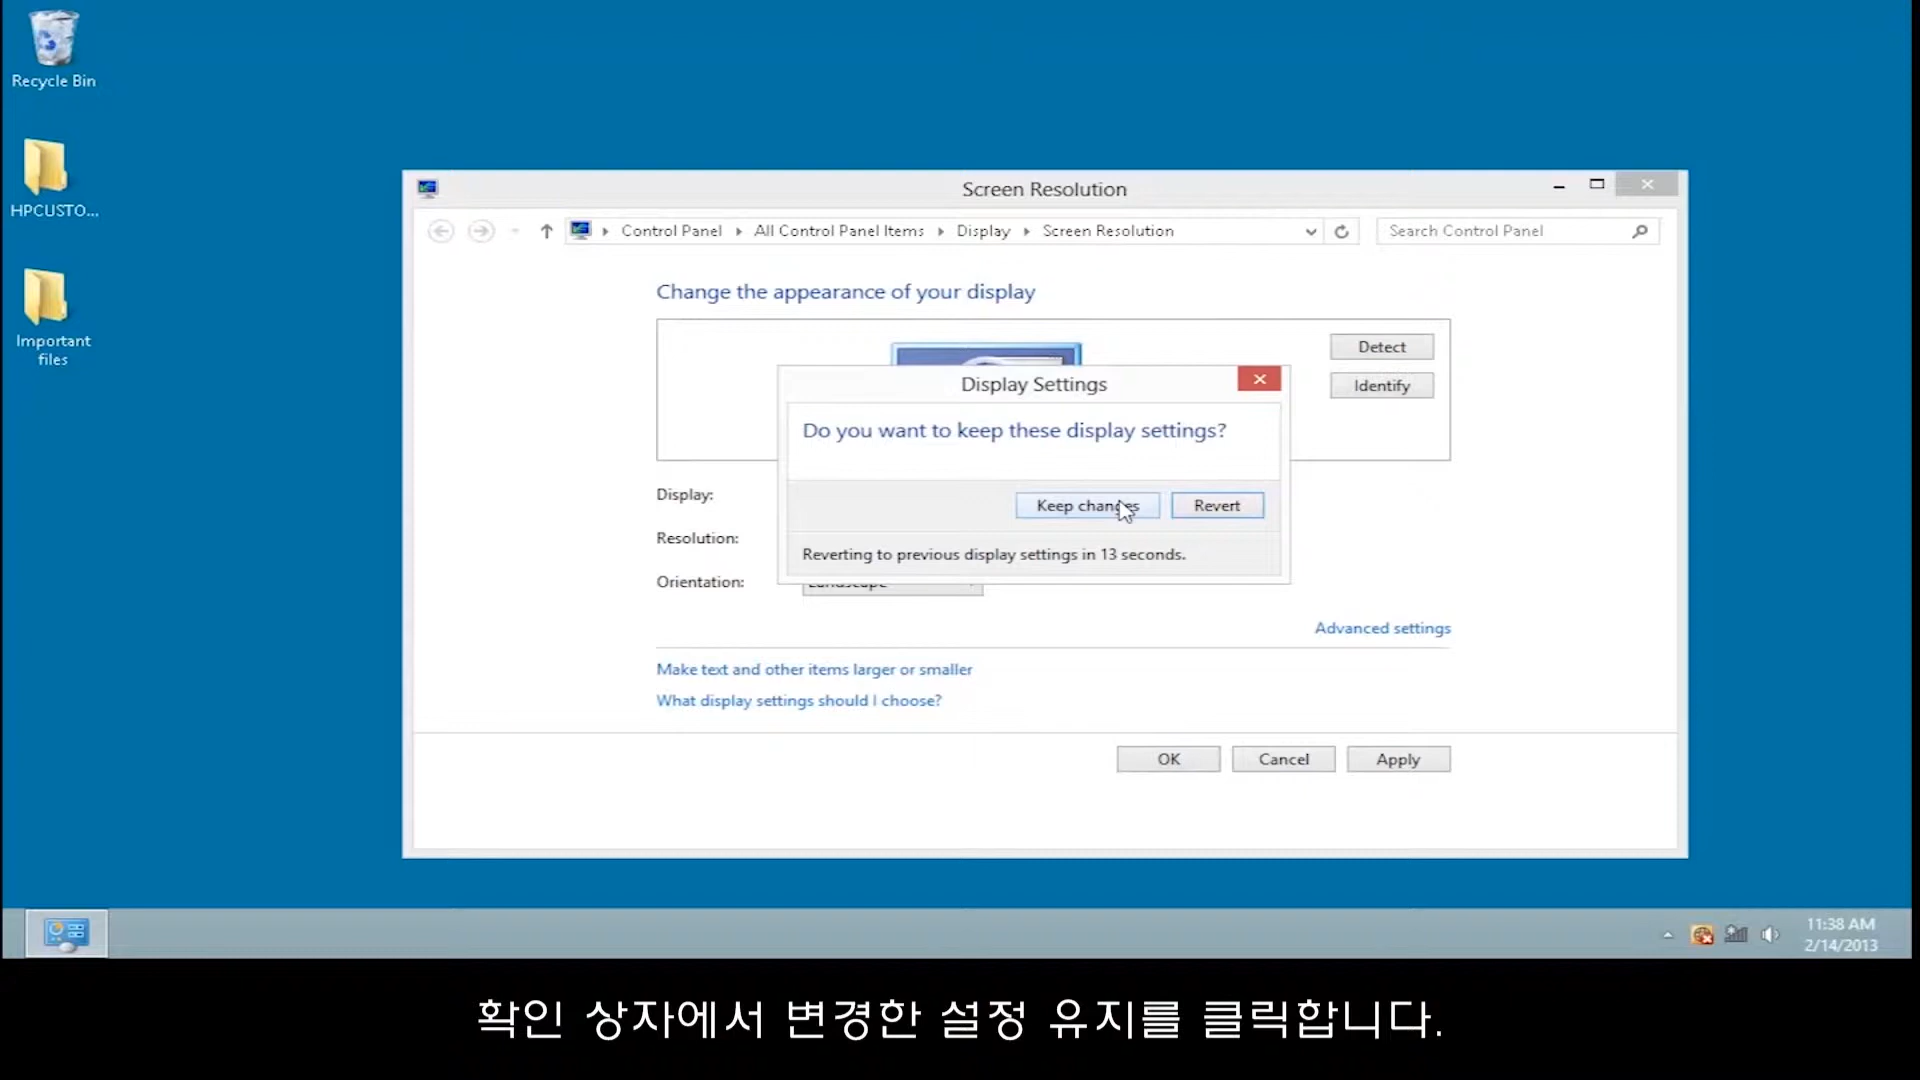 Recycle Bin
HPCUSTO...
Important
files
Screen Resolution
Control Panel
All Control Panel Items
Display
Screen Resolution
Search Control Panel
Change the appearance of your display
Detect
Identify
Display Settings
Do you want to keep these display settings?
Keep changes
Revert
Reverting to previous display settings in 13 seconds.
Display:
Resolution:
Orientation:
Landscape
Advanced settings
Make text and other items larger or smaller
What display settings should I choose?
OK
Cancel
Apply
11:38 AM
2/14/2013
확인 상자에서 변경한 설정 유지를 클릭합니다.